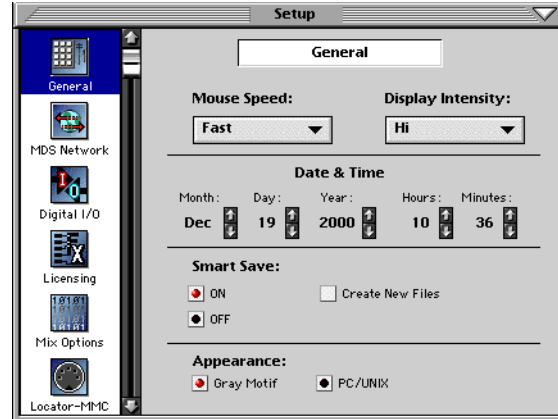 Setup
General
MDS Network
Digital I/O
Licensing
Mix Options
Locator-MMC
General
Mouse Speed: Display Intensity:
Fast Hi
Date & Time
Month: Day: Year: Hours: Minutes:
Dec 19 2000 10 36
Smart Save:
ON Create New Files
OFF
Appearance:
Gray Motif PC/UNIX